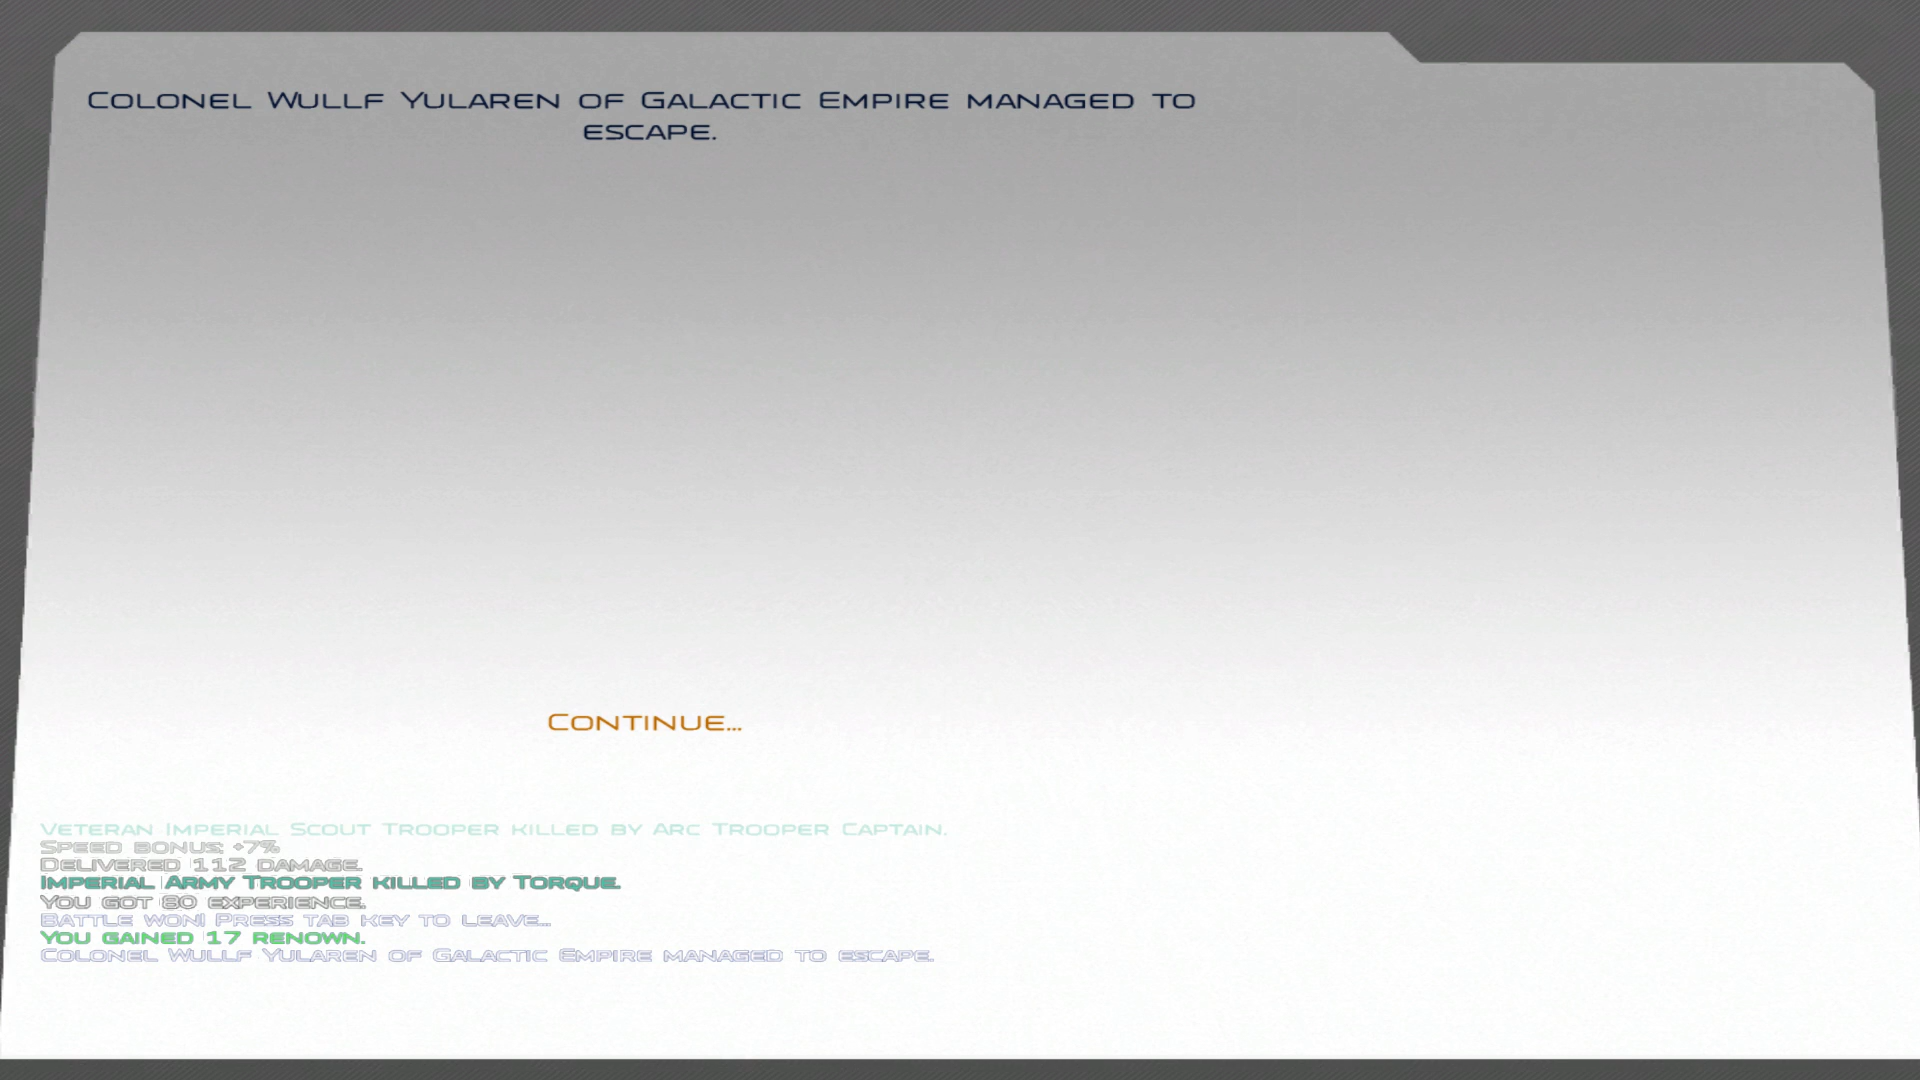 Colonel Wullf Yularen of Galactic Empire managed to
escape.
Continue...
Veteran Imperial Scout Trooper killed by Arc Trooper Captain.
Speed bonus: +7%
Delivered 112 damage.
Imperial Army Trooper killed by Torque.
You got 80 experience.
Battle won! Press tab key to leave...
You gained 17 renown.
Colonel Wullf Yularen of Galactic Empire managed to escape.